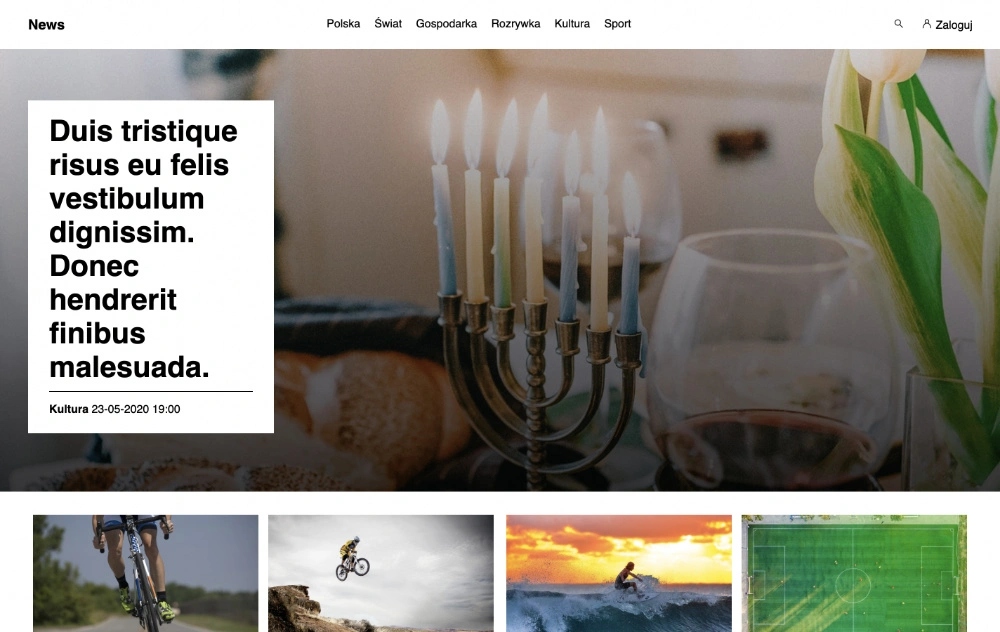 News
Polska Świat Gospodarka Rozrywka Kultura Sport
Zaloguj
Duis tristique
risus eu felis
vestibulum
dignissim.
Donec
hendrerit
finibus
malesuada.
Kultura 23-05-2020 19:00